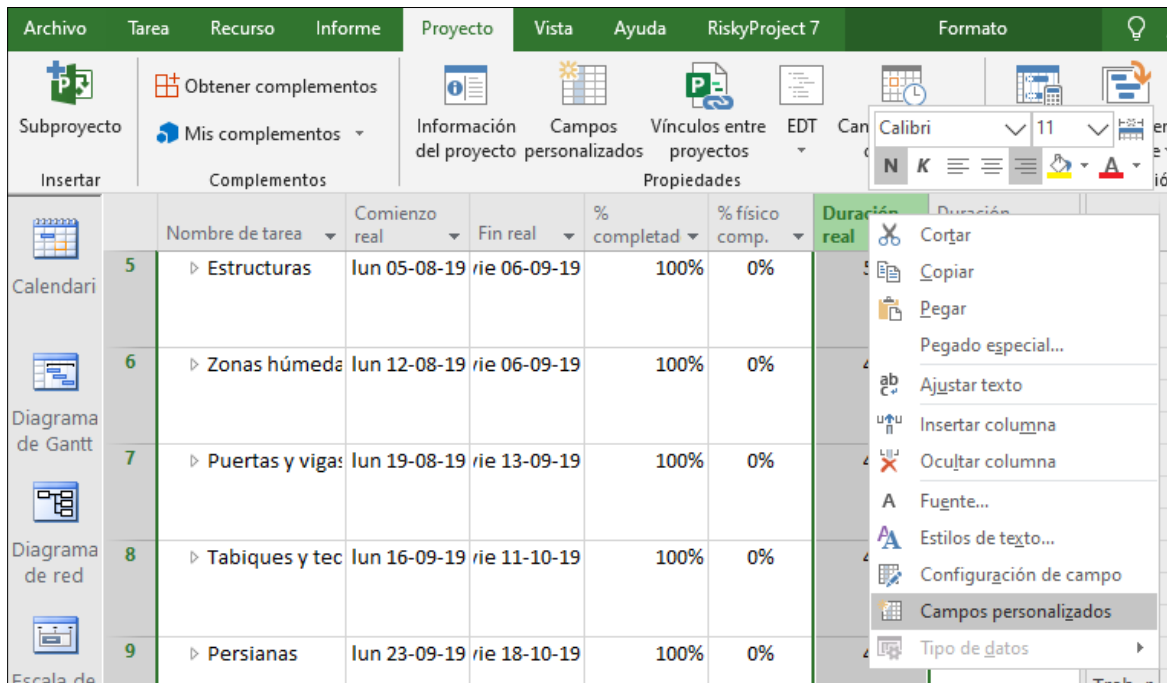 Archivo Tarea Recurso Informe Proyecto Vista Ayuda RiskyProject 7 Formato
Subproyecto
Insertar
Obtener complementos
Mis complementos
Complementos
Información
del proyecto
Campos
personalizados
Vínculos entre
proyectos
EDT
Propiedades
Calibri 11
N K A
Nombre de tarea
Comienzo
real
Fin real
%
completad
% físico
comp.
Duración
real
Duración
Calendari
Diagrama
de Gantt
Diagrama
de red
Escala de
5 Estructuras lun 05-08-19 vie 06-09-19 100% 0%
6 Zonas húmeda lun 12-08-19 vie 06-09-19 100% 0%
7 Puertas y vigas lun 19-08-19 vie 13-09-19 100% 0%
8 Tabiques y tec lun 16-09-19 vie 11-10-19 100% 0%
9 Persianas lun 23-09-19 vie 18-10-19 100% 0%
Cortar
Copiar
Pegar
Pegado especial...
Ajustar texto
Insertar columna
Ocultar columna
Fuente...
Estilos de texto...
Configuración de campo
Campos personalizados
Tipo de datos